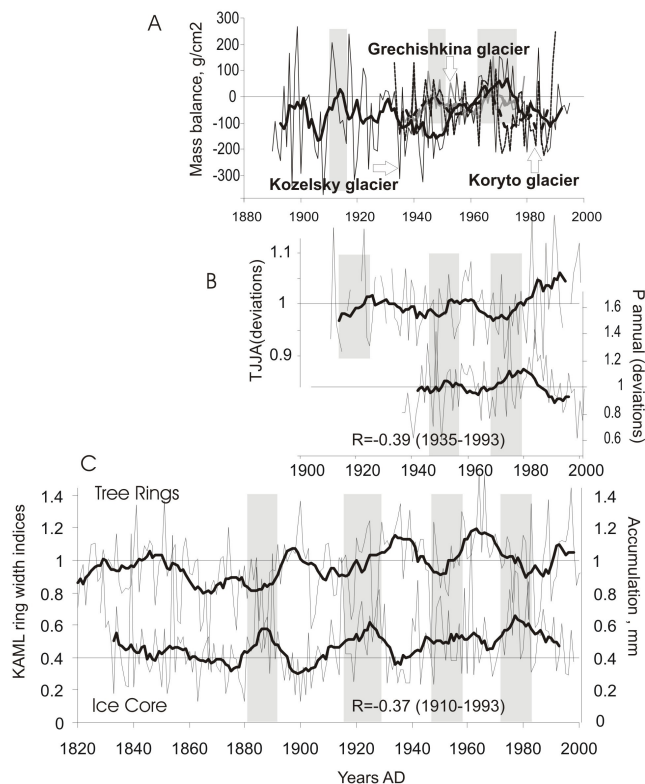 A
Mass balance, g/cm2
300
200
100
0
-100
-200
-300
Grechishkina glacier
Kozelsky glacier
Koryto glacier
1880 1900 1920 1940 1960 1980 2000
B
TJJA(deviations)
1.1
1
0.9
P annual (deviations)
1.6
1.4
1.2
1
0.8
0.6
R=-0.39 (1935-1993)
1900 1920 1940 1960 1980 2000
C
KAML ring width indices
1.4
1.2
1
0.8
0.6
0.4
0.2
0
Tree Rings
Ice Core
Accumulation , mm
1.4
1.2
1
0.8
0.6
0.4
0.2
0
R=-0.37 (1910-1993)
1820 1840 1860 1880 1900 1920 1940 1960 1980 2000
Years AD